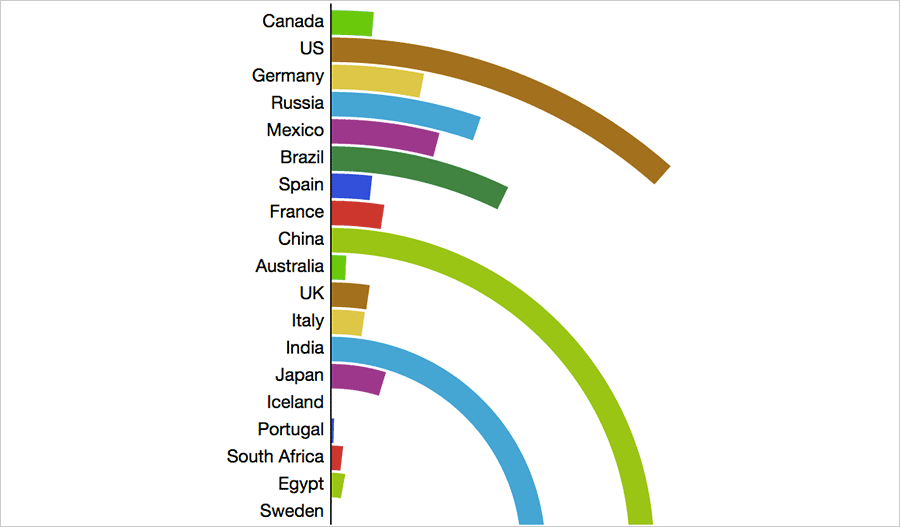 Canada
US
Germany
Russia
Mexico
Brazil
Spain
France
China
Australia
UK
Italy
India
Japan
Iceland
Portugal
South Africa
Egypt
Sweden